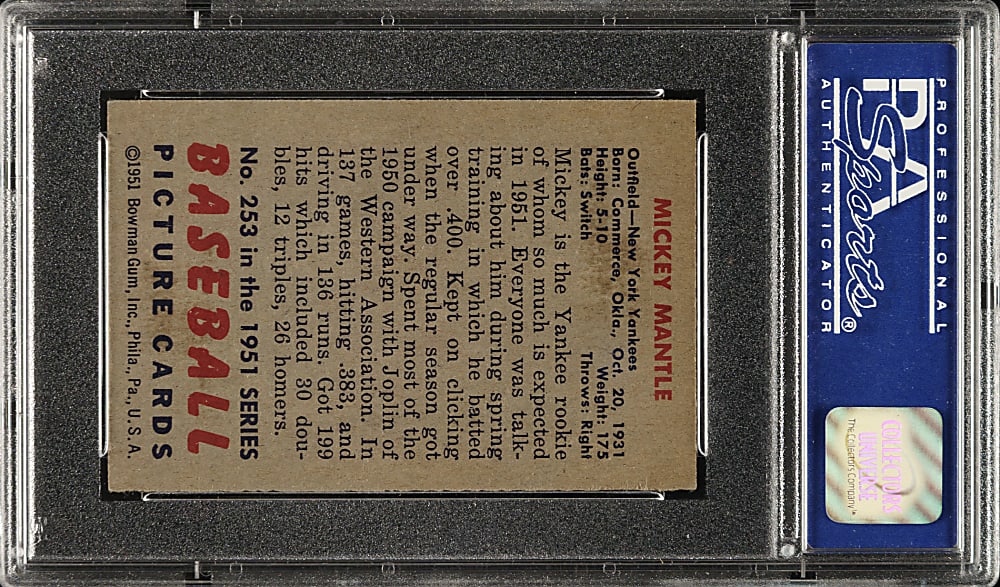 PROFESSIONAL
PSA
Sports®
AUTHENTICATOR
COLLECTORS
UNIVERSE
The Collectors Company™
MICKEY MANTLE
Outfield—New York Yankees
Born: Commerce, Okla., Oct. 20, 1931
Height: 5-10 Weight: 175
Bats: Switch Throws: Right
Mickey is the Yankee rookie
of whom so much is expected
in 1951. Everyone was talk-
ing about him during spring
training in which he batted
over .400. Kept on clicking
when the regular season got
under way. Spent most of the
1950 campaign with Joplin of
the Western Association. In
137 games, hitting .383, and
driving in 136 runs. Got 199
hits which included 30 dou-
bles, 12 triples, 26 homers.
No. 253 in the 1951 SERIES
BASEBALL
PICTURE CARDS
©1951 Bowman Gum, Inc., Phila., Pa., U.S.A.